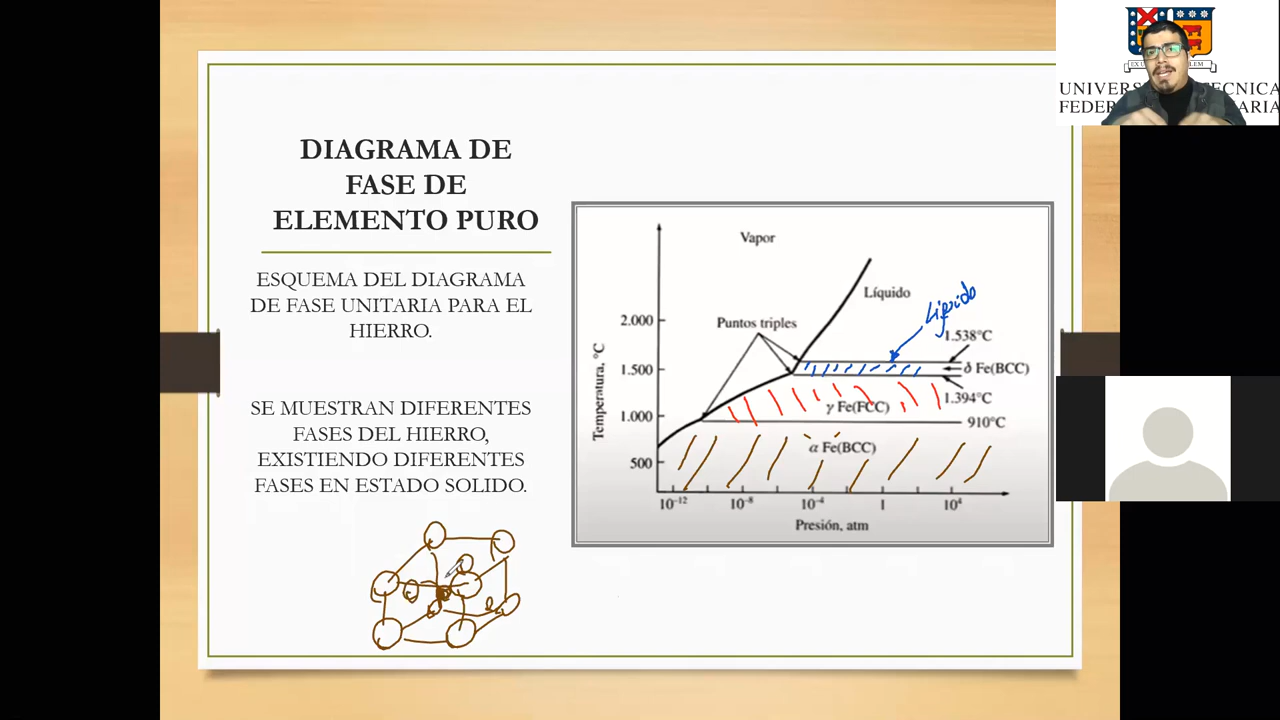 DIAGRAMA DE
FASE DE
ELEMENTO PURO
ESQUEMA DEL DIAGRAMA
DE FASE UNITARIA PARA EL
HIERRO.
SE MUESTRAN DIFERENTES
FASES DEL HIERRO,
EXISTIENDO DIFERENTES
FASES EN ESTADO SOLIDO.
Vapor
Líquido
Líquido
Puntos triples
2.000
1.500
1.000
500
Temperatura, °C
1.538°C
δ Fe(BCC)
1.394°C
γ Fe(FCC)
910°C
α Fe(BCC)
10⁻¹² 10⁻⁸ 10⁻⁴ 1 10⁴
Presión, atm
UNIVERS TECNICA
FEDER ARIA